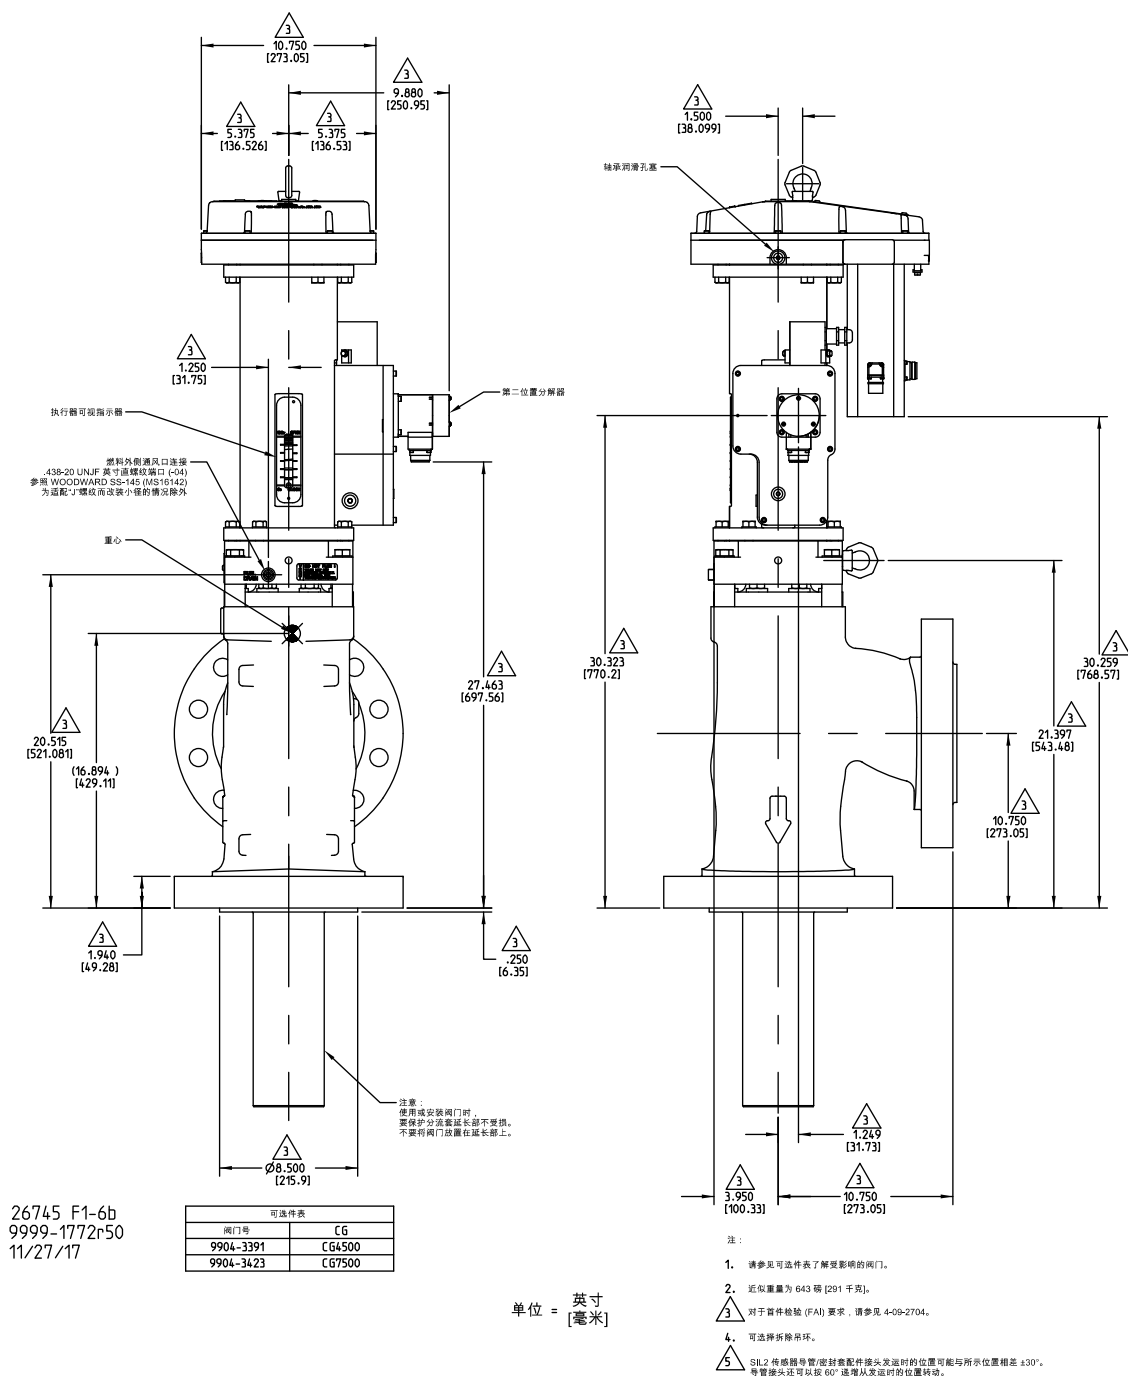 3
10.750
[273.05]
3
9.880
[250.95]
3
5.375
[136.526]
3
5.375
[136.53]
3
1.500
[38.099]
轴承润滑孔塞
3
1.250
[31.75]
第二位置分解器
执行器可视指示器
燃料外侧通风口连接
.438-20 UNJF 英寸直螺纹端口 (-04)
参照 WOODWARD SS-145 (MS16142)
为适配“J”螺纹而改装小径的情况除外
重心
3
20.515
[521.081]
(16.894 )
[429.11]
3
27.463
[697.56]
3
30.323
[770.2]
3
30.259
[768.57]
3
21.397
[543.48]
3
10.750
[273.05]
3
1.940
[49.28]
3
.250
[6.35]
注意：
使用或安装阀门时，
要保护分流套延长部不受损。
不要将阀门放置在延长部上。
3
Ø8.500
[215.9]
3
1.249
[31.73]
3
3.950
[100.33]
3
10.750
[273.05]
26745 F1-6b
9999-1772r50
11/27/17
可选件表
阀门号 CG
9904-3391 CG4500
9904-3423 CG7500
单位 = 英寸
[毫米]
注：
1. 请参见可选件表了解受影响的阀门。
2. 近似重量为 643 磅 [291 千克]。
3 对于首件检验 (FAI) 要求，请参见 4-09-2704。
4. 可选择拆除吊环。
5 SIL2 传感器导管/密封套配件接头发运时的位置可能与所示位置相差 ±30°。
导管接头还可以按 60° 递增从发运时的位置转动。